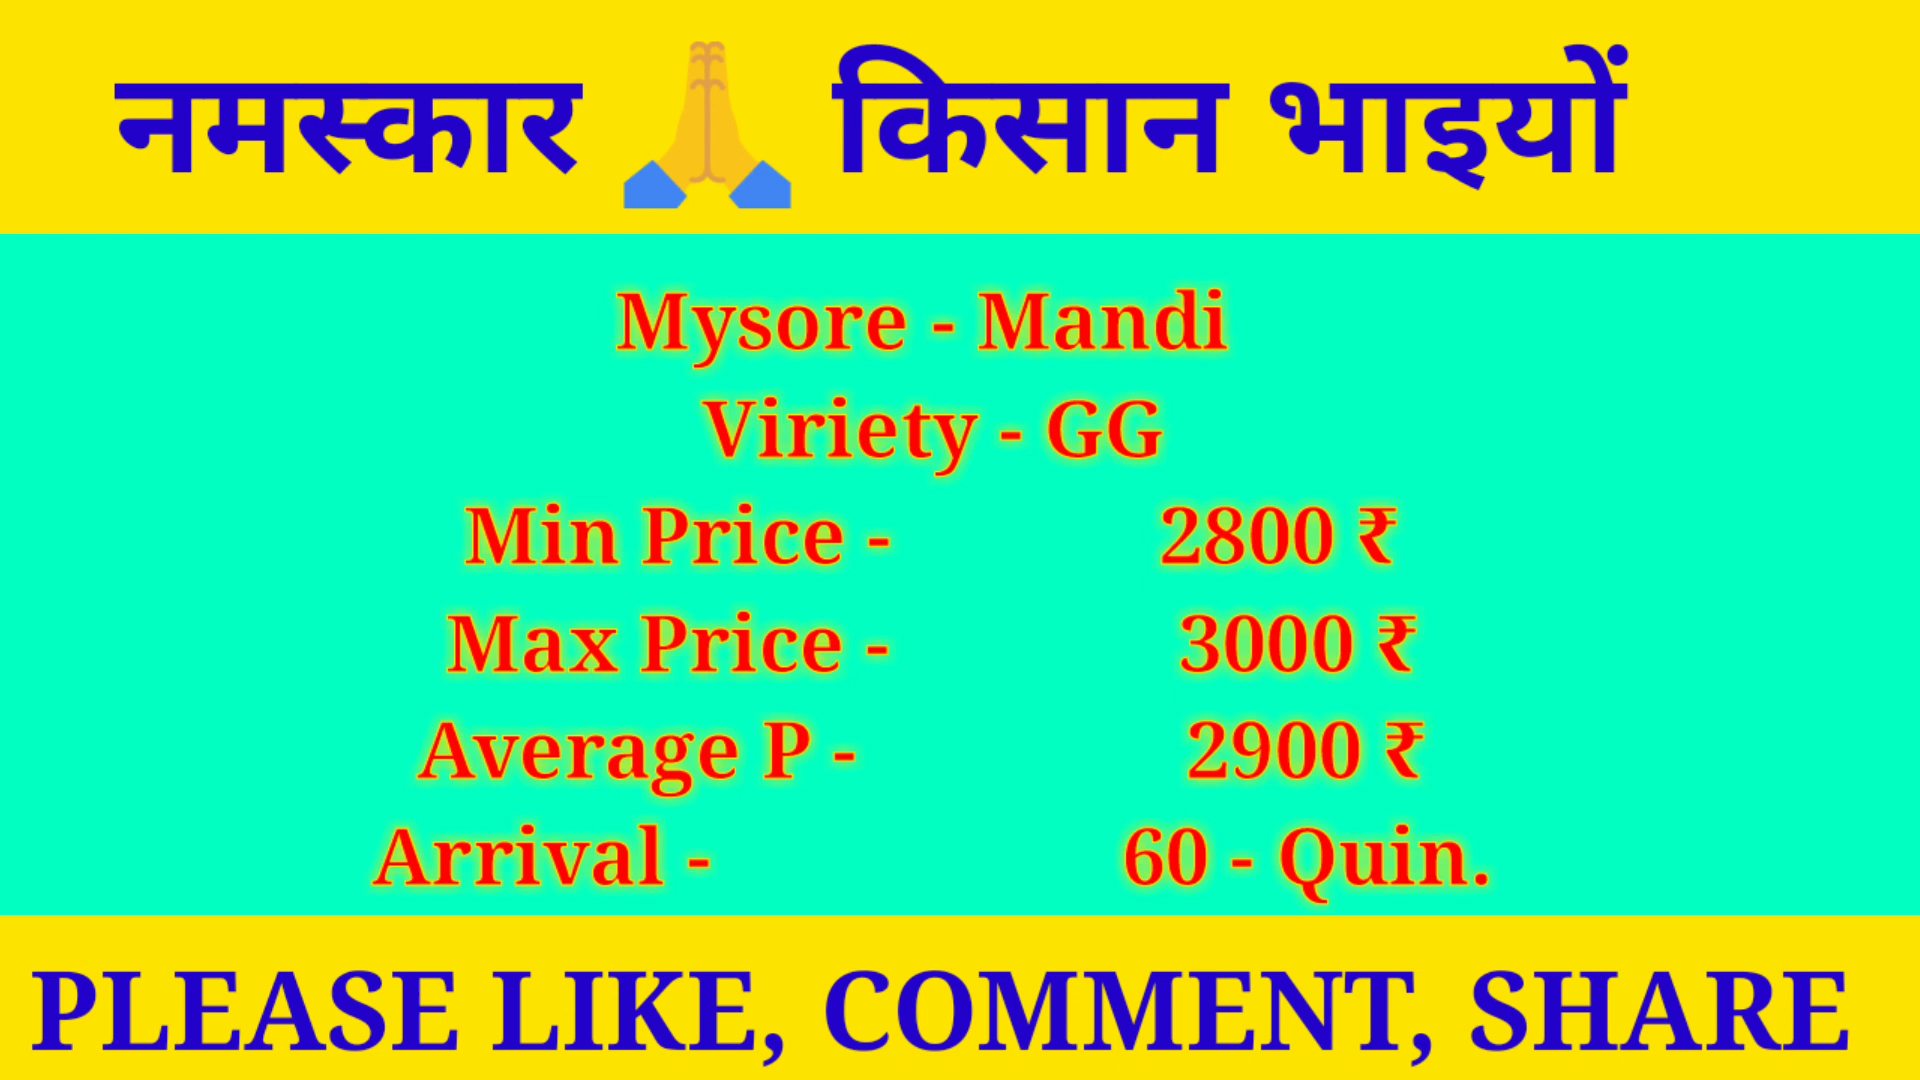 नमस्कार 🙏 किसान भाइयों
Mysore - Mandi
Viriety - GG
Min Price - 2800 ₹
Max Price - 3000 ₹
Average P - 2900 ₹
Arrival - 60 - Quin.
PLEASE LIKE, COMMENT, SHARE